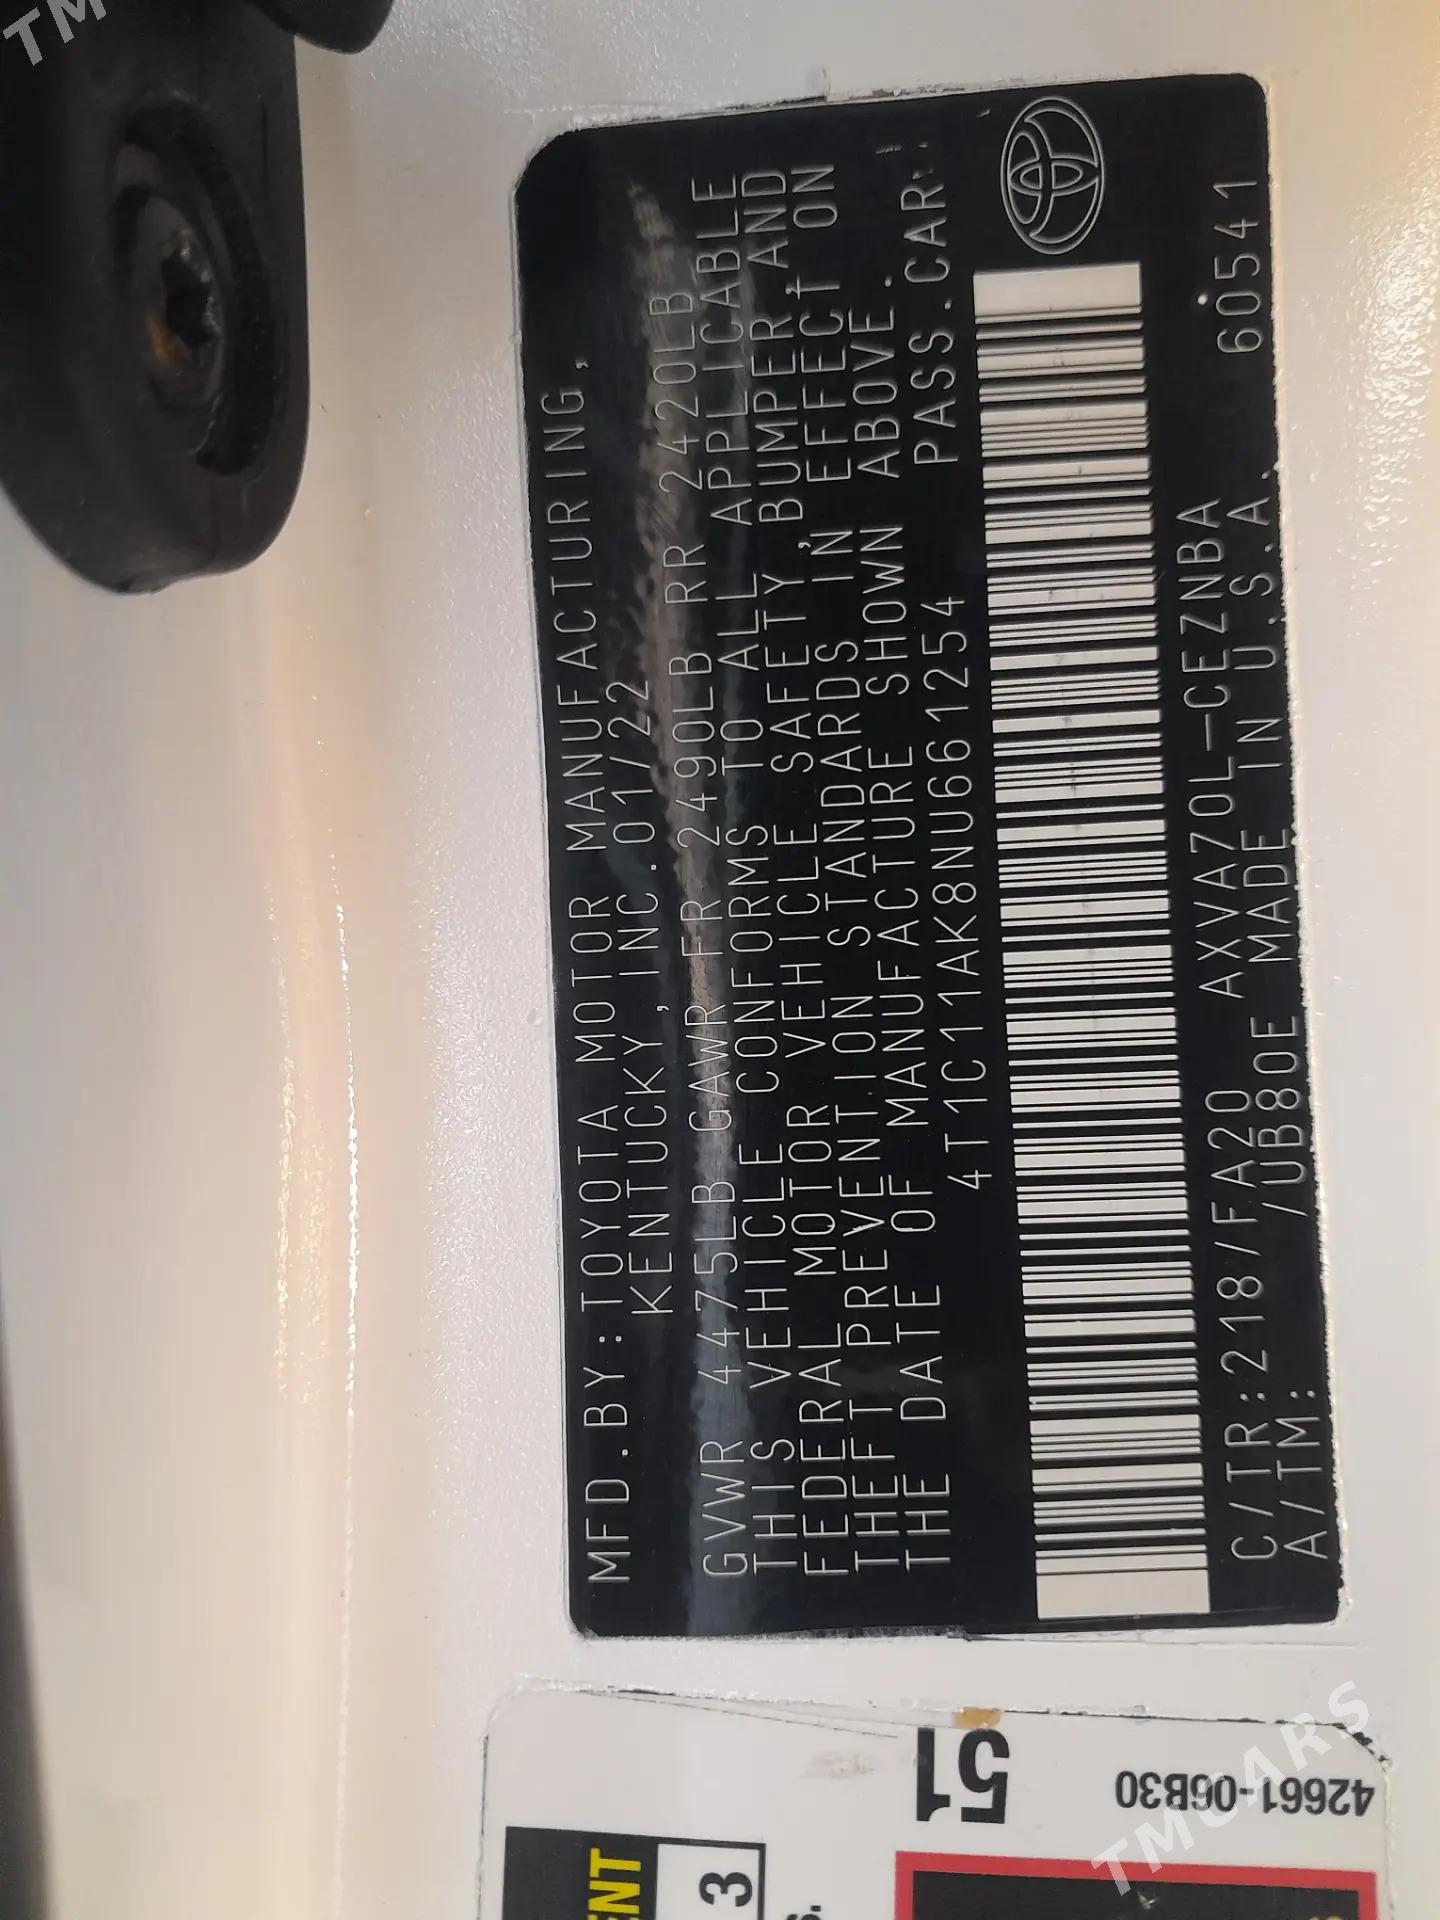 MFD.BY:TOYOTA MOTOR MANUFACTURING,
KENTUCKY,INC.01/22
GVWR 4475LB GAWR FR 2490LB RR 2420LB
THIS VEHICLE CONFORMS TO ALL APPLICABLE
FEDERAL MOTOR VEHICLE SAFETY,BUMPER,AND
THEFT PREVENTION STANDARDS IN EFFECT ON
THE DATE OF MANUFACTURE SHOWN ABOVE.
4T1C11AK8NU661254 PASS.CAR
C/TR:218/FA20 AXVA70L-CEZNBA 60541
A/TM: /UB80E MADE IN U.S.A.
51
42661-06B30
ENT
3
S.
TMCARS
TM